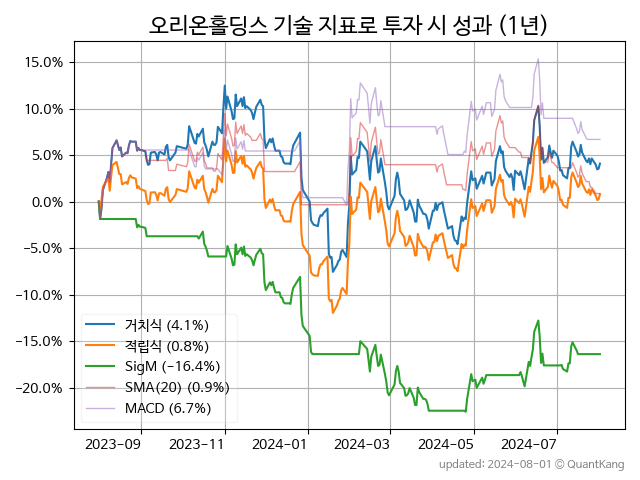 오리온홀딩스 기술 지표로 투자 시 성과 (1년)
15.0%
10.0%
5.0%
0.0%
−5.0%
−10.0%
−15.0%
−20.0%
거치식 (4.1%)
적립식 (0.8%)
SigM (−16.4%)
SMA(20) (0.9%)
MACD (6.7%)
2023-09 2023-11 2024-01 2024-03 2024-05 2024-07
updated: 2024-08-01 © QuantKang